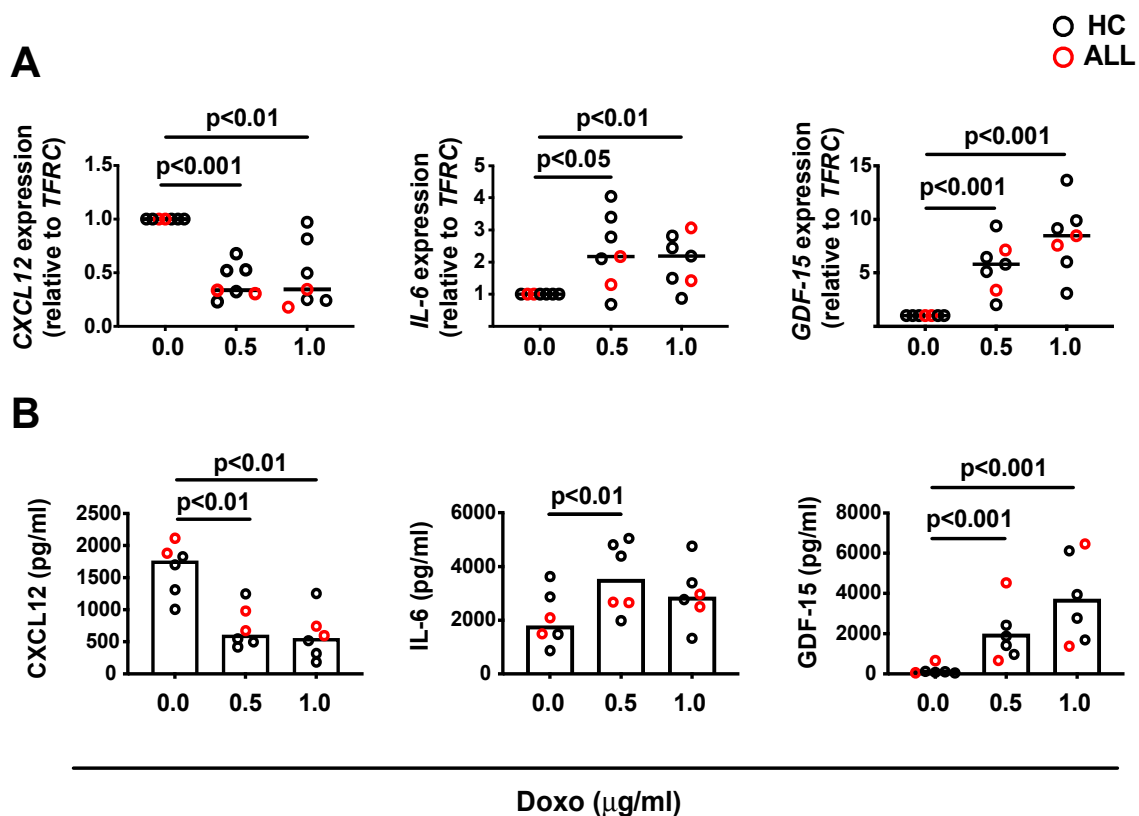 HC
ALL
A
p<0.01
p<0.001
CXCL12 expression
(relative to TFRC)
1.5
1.0
0.5
0.0
0.0 0.5 1.0
p<0.01
p<0.05
IL-6 expression
(relative to TFRC)
5
4
3
2
1
0.0 0.5 1.0
p<0.001
p<0.001
GDF-15 expression
(relative to TFRC)
15
10
5
0
0.0 0.5 1.0
B
p<0.01
p<0.01
CXCL12 (pg/ml)
2500
2000
1500
1000
500
0
0.0 0.5 1.0
p<0.01
IL-6 (pg/ml)
6000
4000
2000
0
0.0 0.5 1.0
p<0.001
p<0.001
GDF-15 (pg/ml)
8000
6000
4000
2000
0
0.0 0.5 1.0
Doxo (μg/ml)